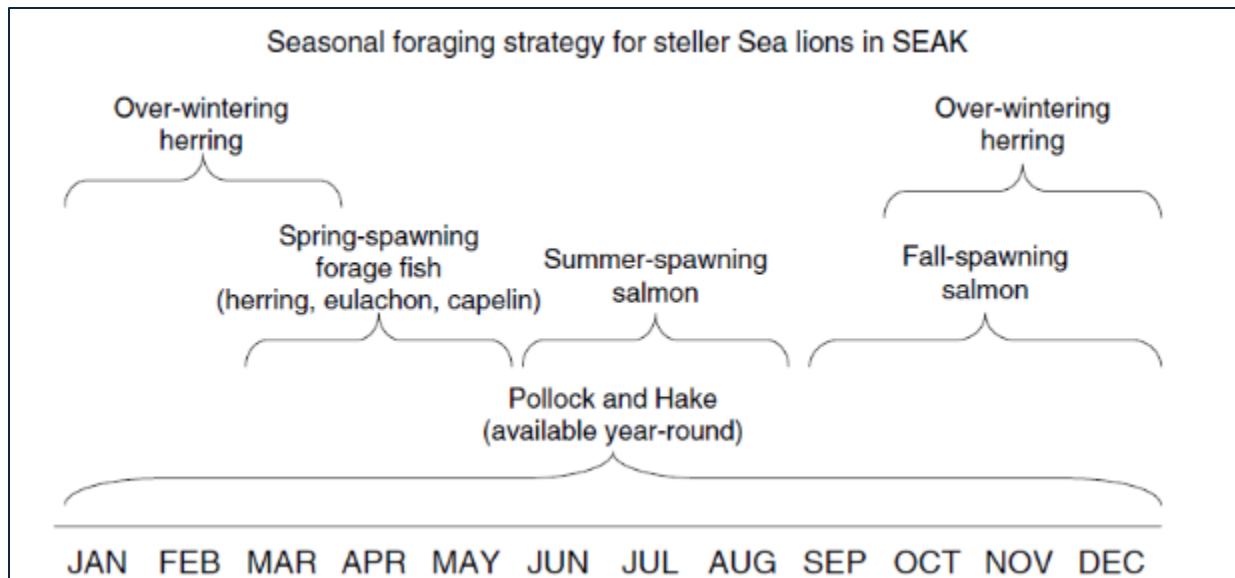 Seasonal foraging strategy for steller Sea lions in SEAK
Over-wintering
herring
Over-wintering
herring
Spring-spawning
forage fish
(herring, eulachon, capelin)
Summer-spawning
salmon
Fall-spawning
salmon
Pollock and Hake
(available year-round)
JAN FEB MAR APR MAY JUN JUL AUG SEP OCT NOV DEC